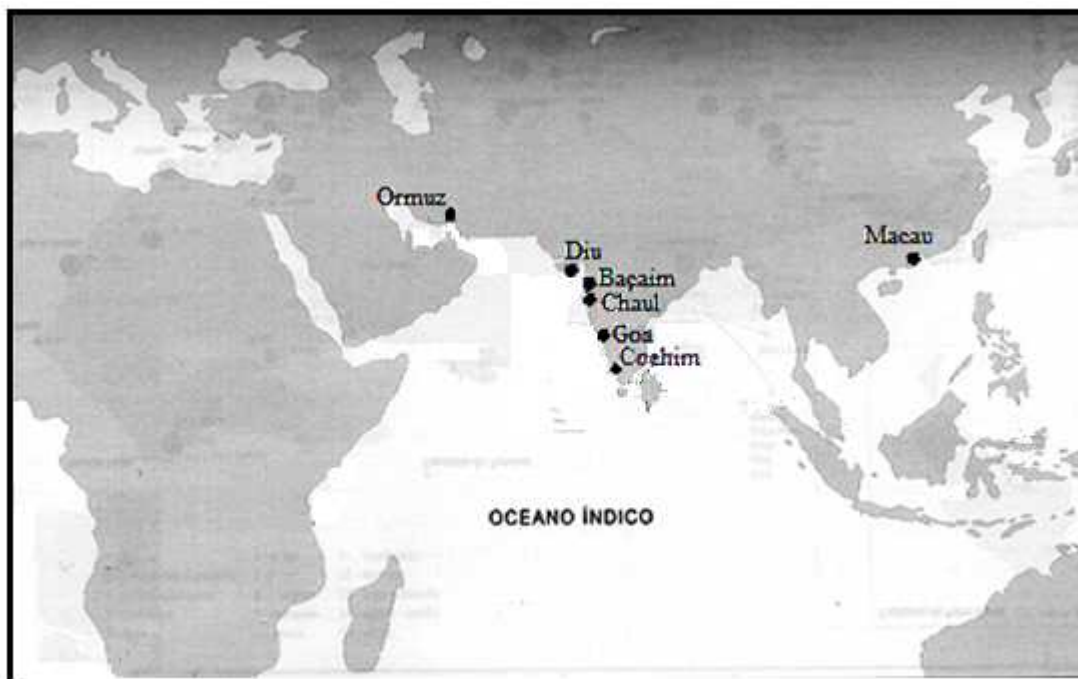 Ormuz
Macau
Diu
Baçaim
Chaul
Goa
Cochim
OCEANO ÍNDICO